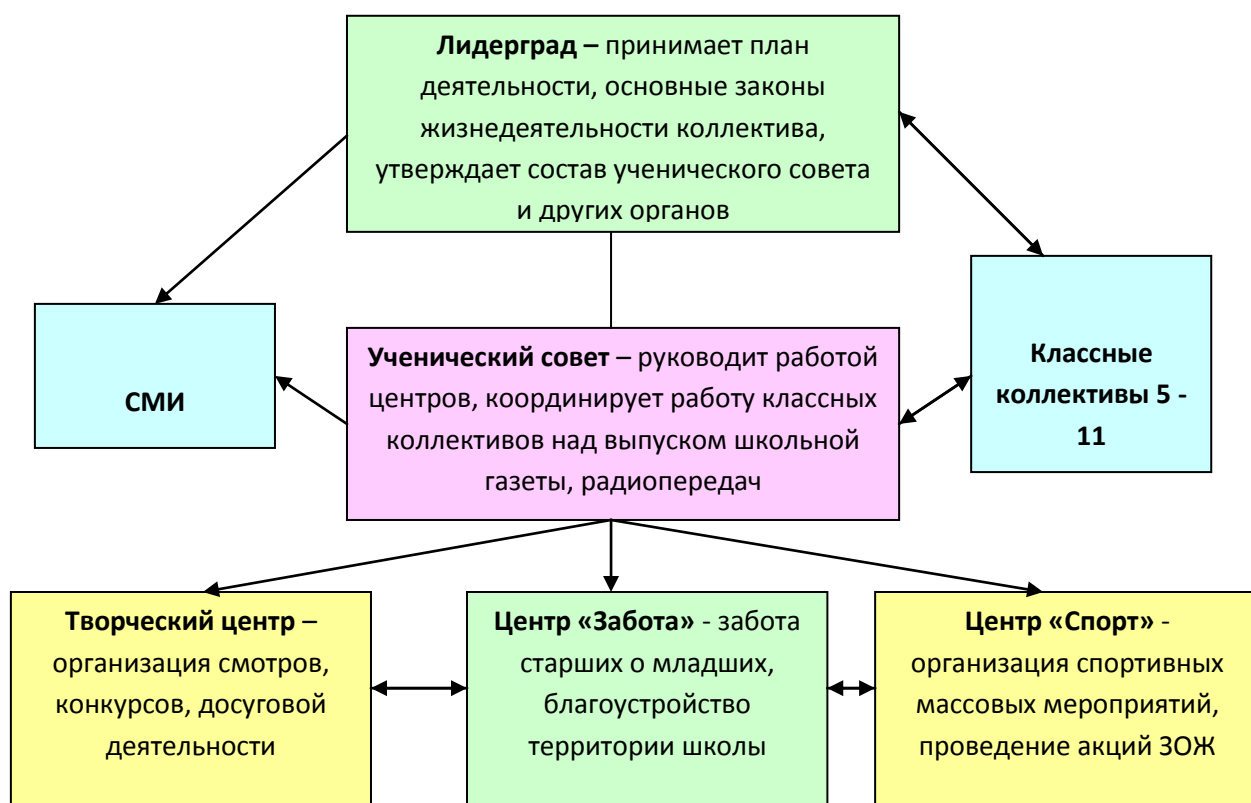 Лидерград – принимает план
деятельности, основные законы
жизнедеятельности коллектива,
утверждает состав ученического совета
и других органов
СМИ
Ученический совет – руководит работой
центров, координирует работу классных
коллективов над выпуском школьной
газеты, радиопередач
Классные
коллективы 5 -
11
Творческий центр –
организация смотров,
конкурсов, досуговой
деятельности
Центр «Забота» - забота
старших о младших,
благоустройство
территории школы
Центр «Спорт» -
организация спортивных
массовых мероприятий,
проведение акций ЗОЖ